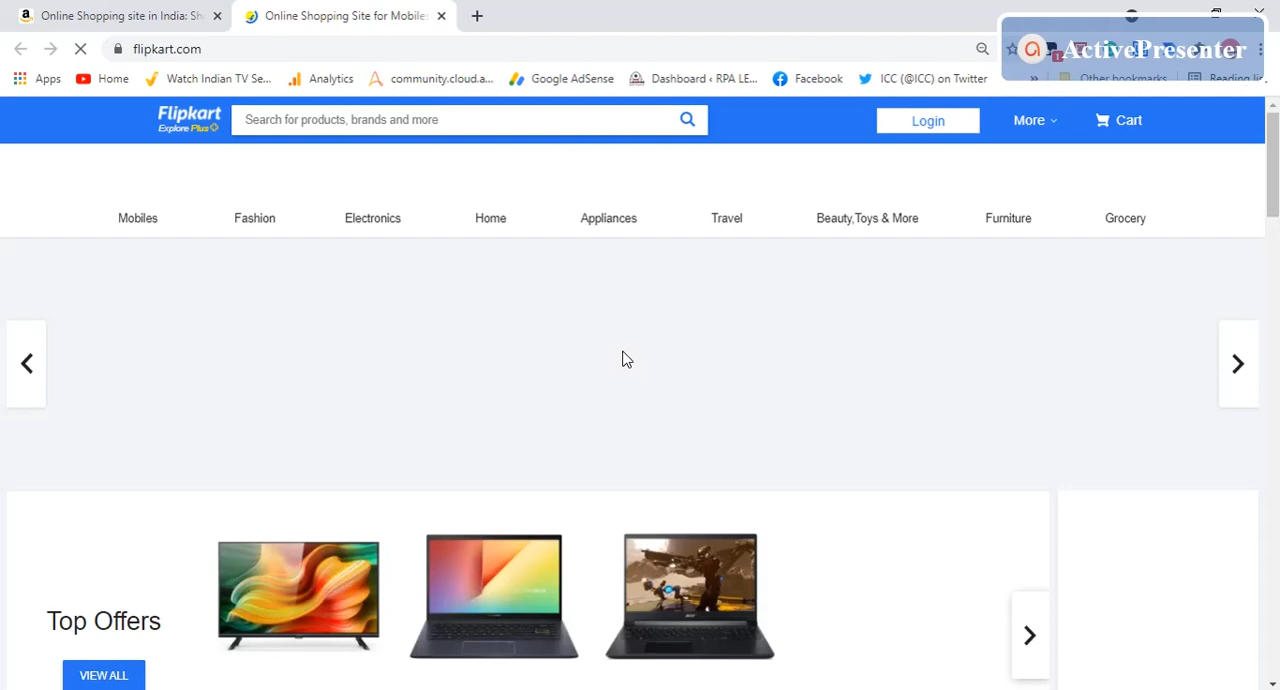 Online Shopping site in India: Sh
Online Shopping Site for Mobiles
flipkart.com
ActivePresenter
Apps
Home
Watch Indian TV Se...
Analytics
community.cloud.a...
Google AdSense
Dashboard ‹ RPA LE...
Facebook
ICC (@ICC) on Twitter
»
Other bookmarks
Reading lis
Flipkart
Explore Plus
Search for products, brands and more
Login
More
Cart
Mobiles
Fashion
Electronics
Home
Appliances
Travel
Beauty,Toys & More
Furniture
Grocery
Top Offers
VIEW ALL